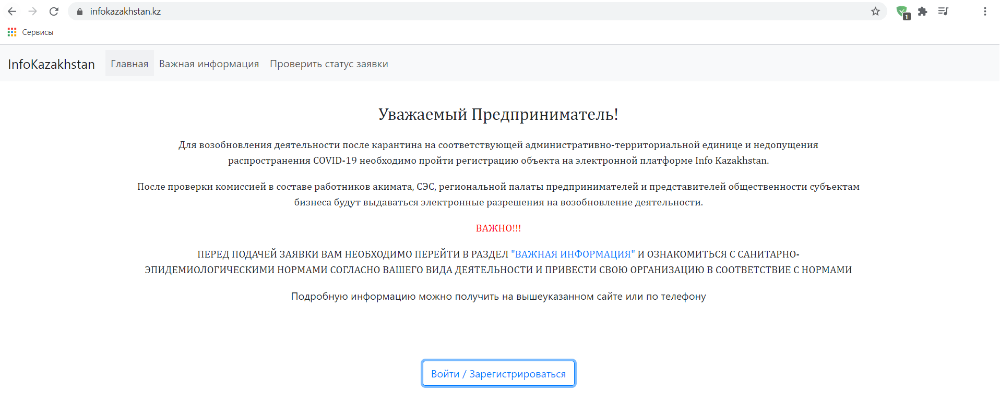 infokazakhstan.kz
1
Сервисы
InfoKazakhstan Главная Важная информация Проверить статус заявки
Уважаемый Предприниматель!
Для возобновления деятельности после карантина на соответствующей административно-территориальной единице и недопущения
распространения COVID-19 необходимо пройти регистрацию объекта на электронной платформе Info Kazakhstan.
После проверки комиссией в составе работников акимата, СЭС, региональной палаты предпринимателей и представителей общественности субъектам
бизнеса будут выдаваться электронные разрешения на возобновление деятельности.
ВАЖНО!!!
ПЕРЕД ПОДАЧЕЙ ЗАЯВКИ ВАМ НЕОБХОДИМО ПЕРЕЙТИ В РАЗДЕЛ "ВАЖНАЯ ИНФОРМАЦИЯ" И ОЗНАКОМИТЬСЯ С САНИТАРНО-
ЭПИДЕМИОЛОГИЧЕСКИМИ НОРМАМИ СОГЛАСНО ВАШЕГО ВИДА ДЕЯТЕЛЬНОСТИ И ПРИВЕСТИ СВОЮ ОРГАНИЗАЦИЮ В СООТВЕТСТВИЕ С НОРМАМИ
Подробную информацию можно получить на вышеуказанном сайте или по телефону
Войти / Зарегистрироваться